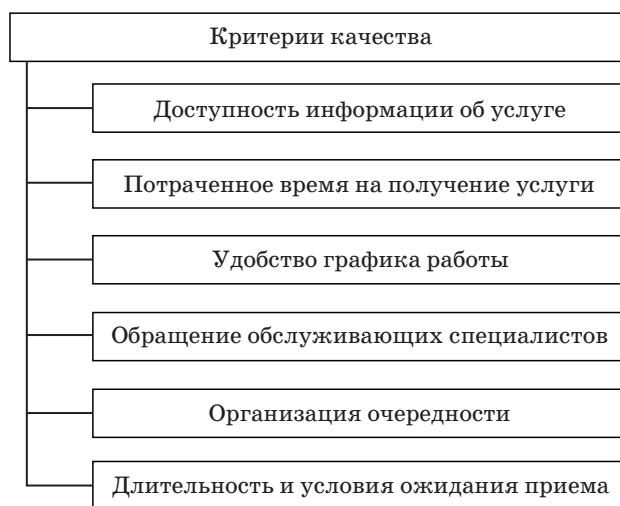 Критерии качества
Доступность информации об услуге
Потраченное время на получение услуги
Удобство графика работы
Обращение обслуживающих специалистов
Организация очередности
Длительность и условия ожидания приема